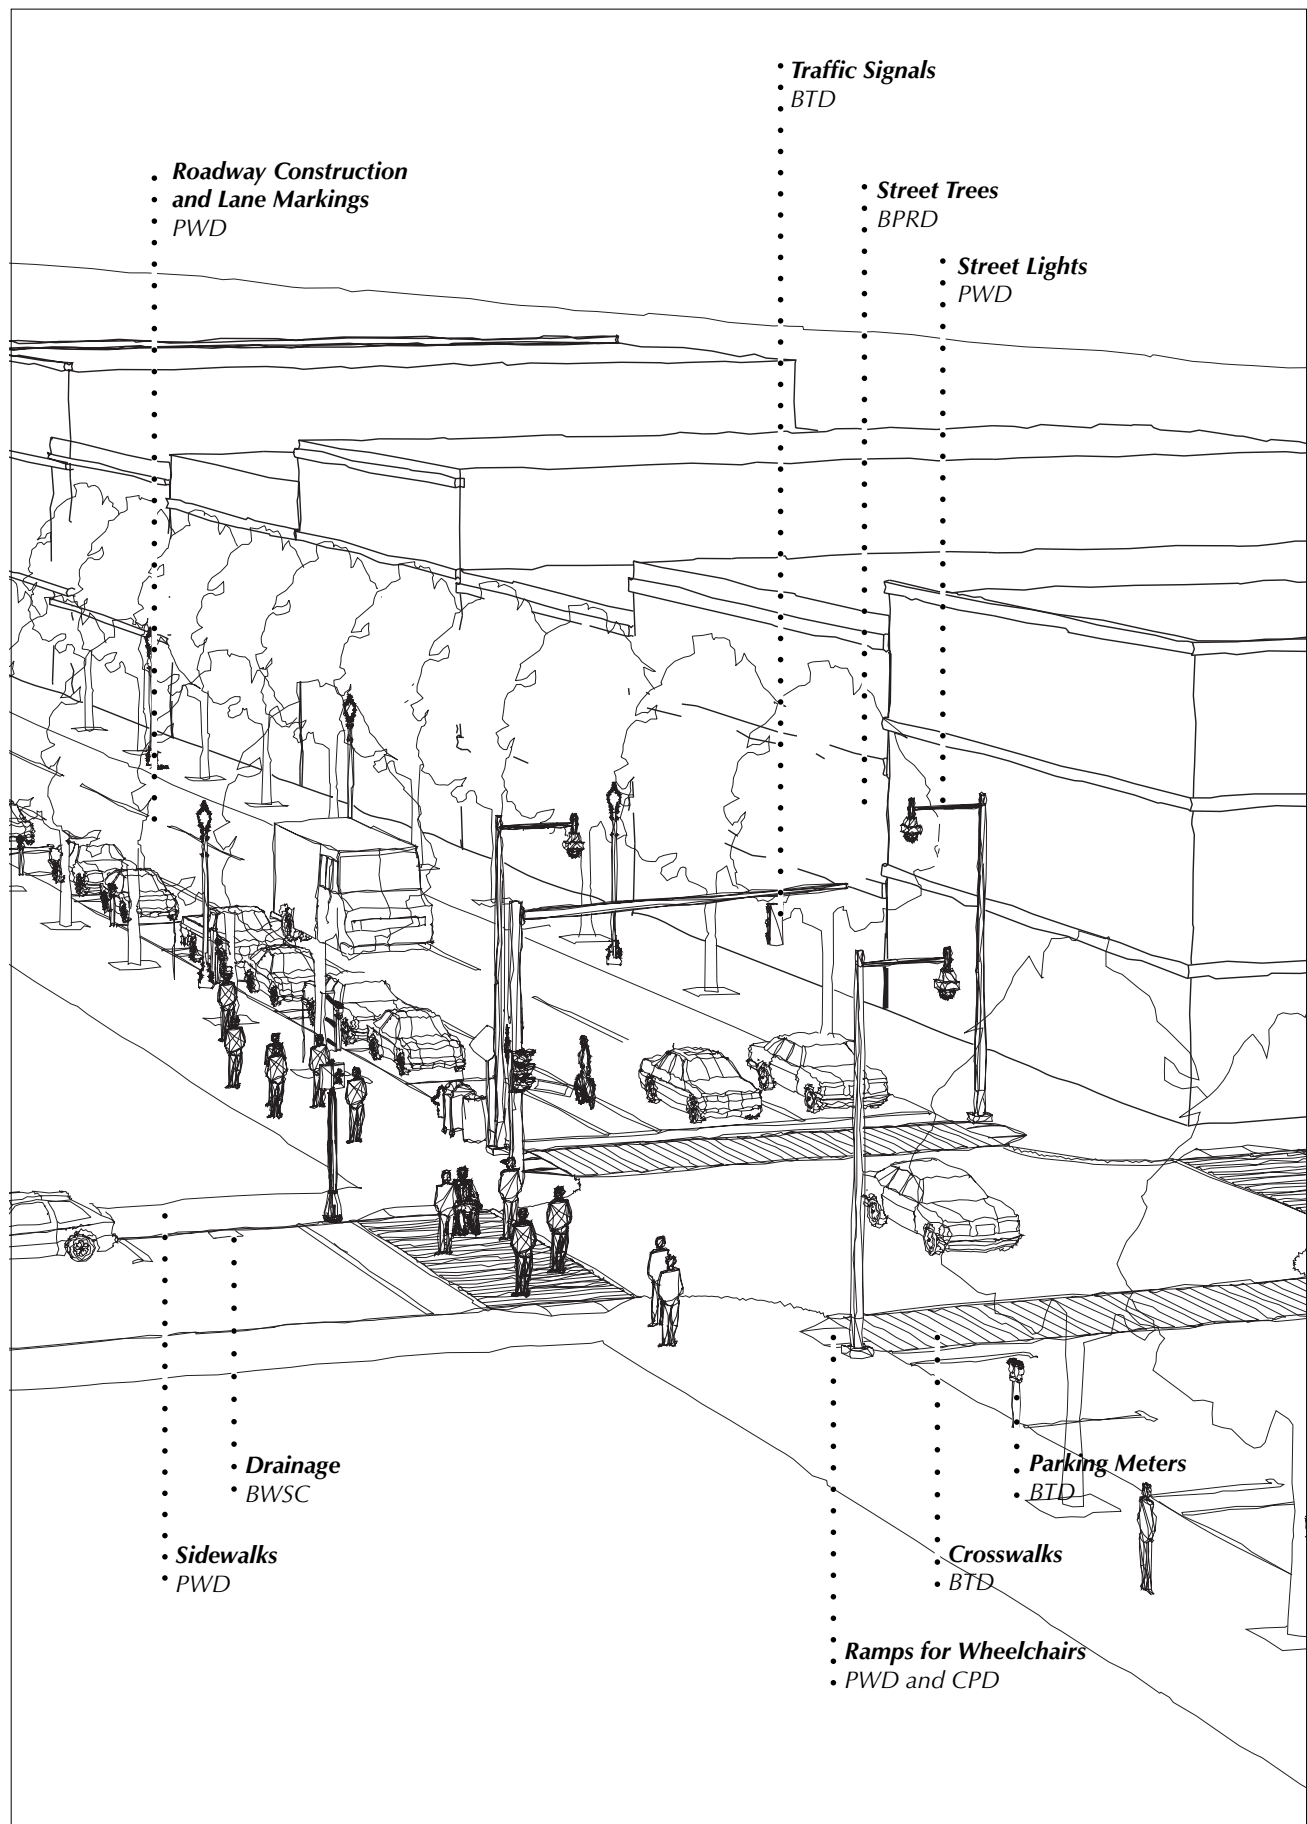 Traffic Signals
BTD
Roadway Construction
and Lane Markings
PWD
Street Trees
BPRD
Street Lights
PWD
Drainage
BWSC
Parking Meters
BTD
Sidewalks
PWD
Crosswalks
BTD
Ramps for Wheelchairs
PWD and CPD